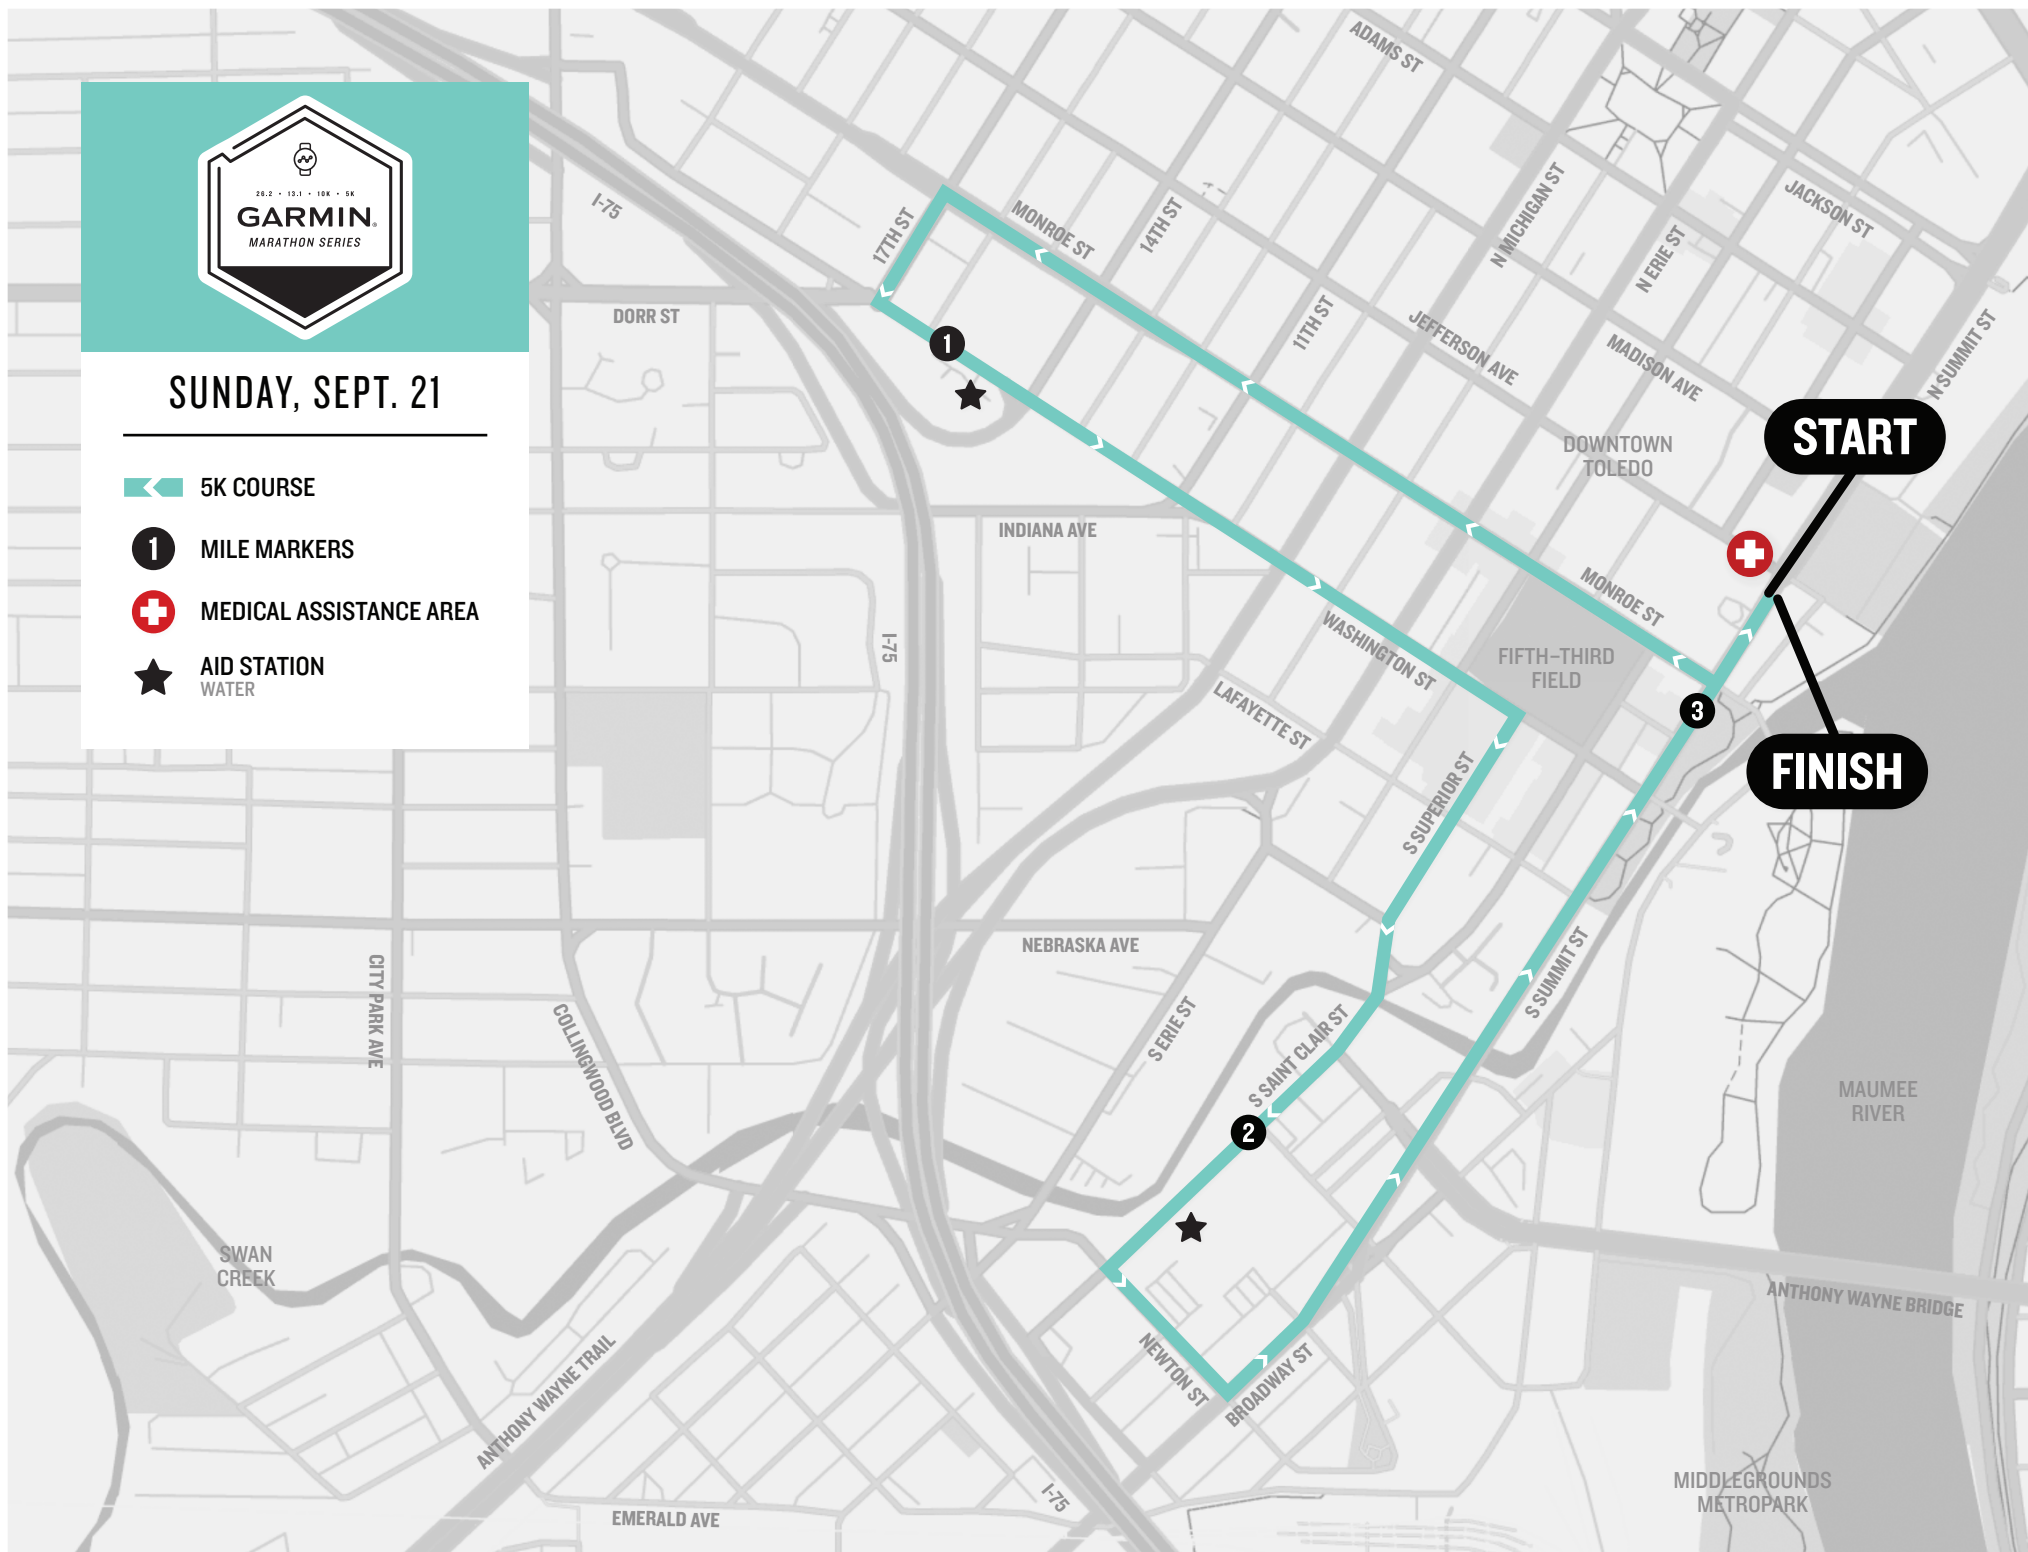 26.2 • 13.1 • 10K • 5K
GARMIN®
MARATHON SERIES
SUNDAY, SEPT. 21
5K COURSE
1
MILE MARKERS
MEDICAL ASSISTANCE AREA
AID STATION
WATER
ADAMS ST
JACKSON ST
N MICHIGAN ST
N ERIE ST
N SUMMIT ST
I-75
17TH ST
MONROE ST
14TH ST
11TH ST
JEFFERSON AVE
MADISON AVE
DORR ST
1
DOWNTOWN
TOLEDO
START
INDIANA AVE
I-75
MONROE ST
WASHINGTON ST
FIFTH-THIRD
FIELD
LAFAYETTE ST
3
FINISH
S SUPERIOR ST
NEBRASKA AVE
CITY PARK AVE
COLLINGWOOD BLVD
S ERIE ST
S SAINT CLAIR ST
S SUMMIT ST
2
MAUMEE
RIVER
SWAN
CREEK
ANTHONY WAYNE BRIDGE
ANTHONY WAYNE TRAIL
NEWTON ST
BROADWAY ST
I-75
EMERALD AVE
MIDDLEGROUNDS
METROPARK